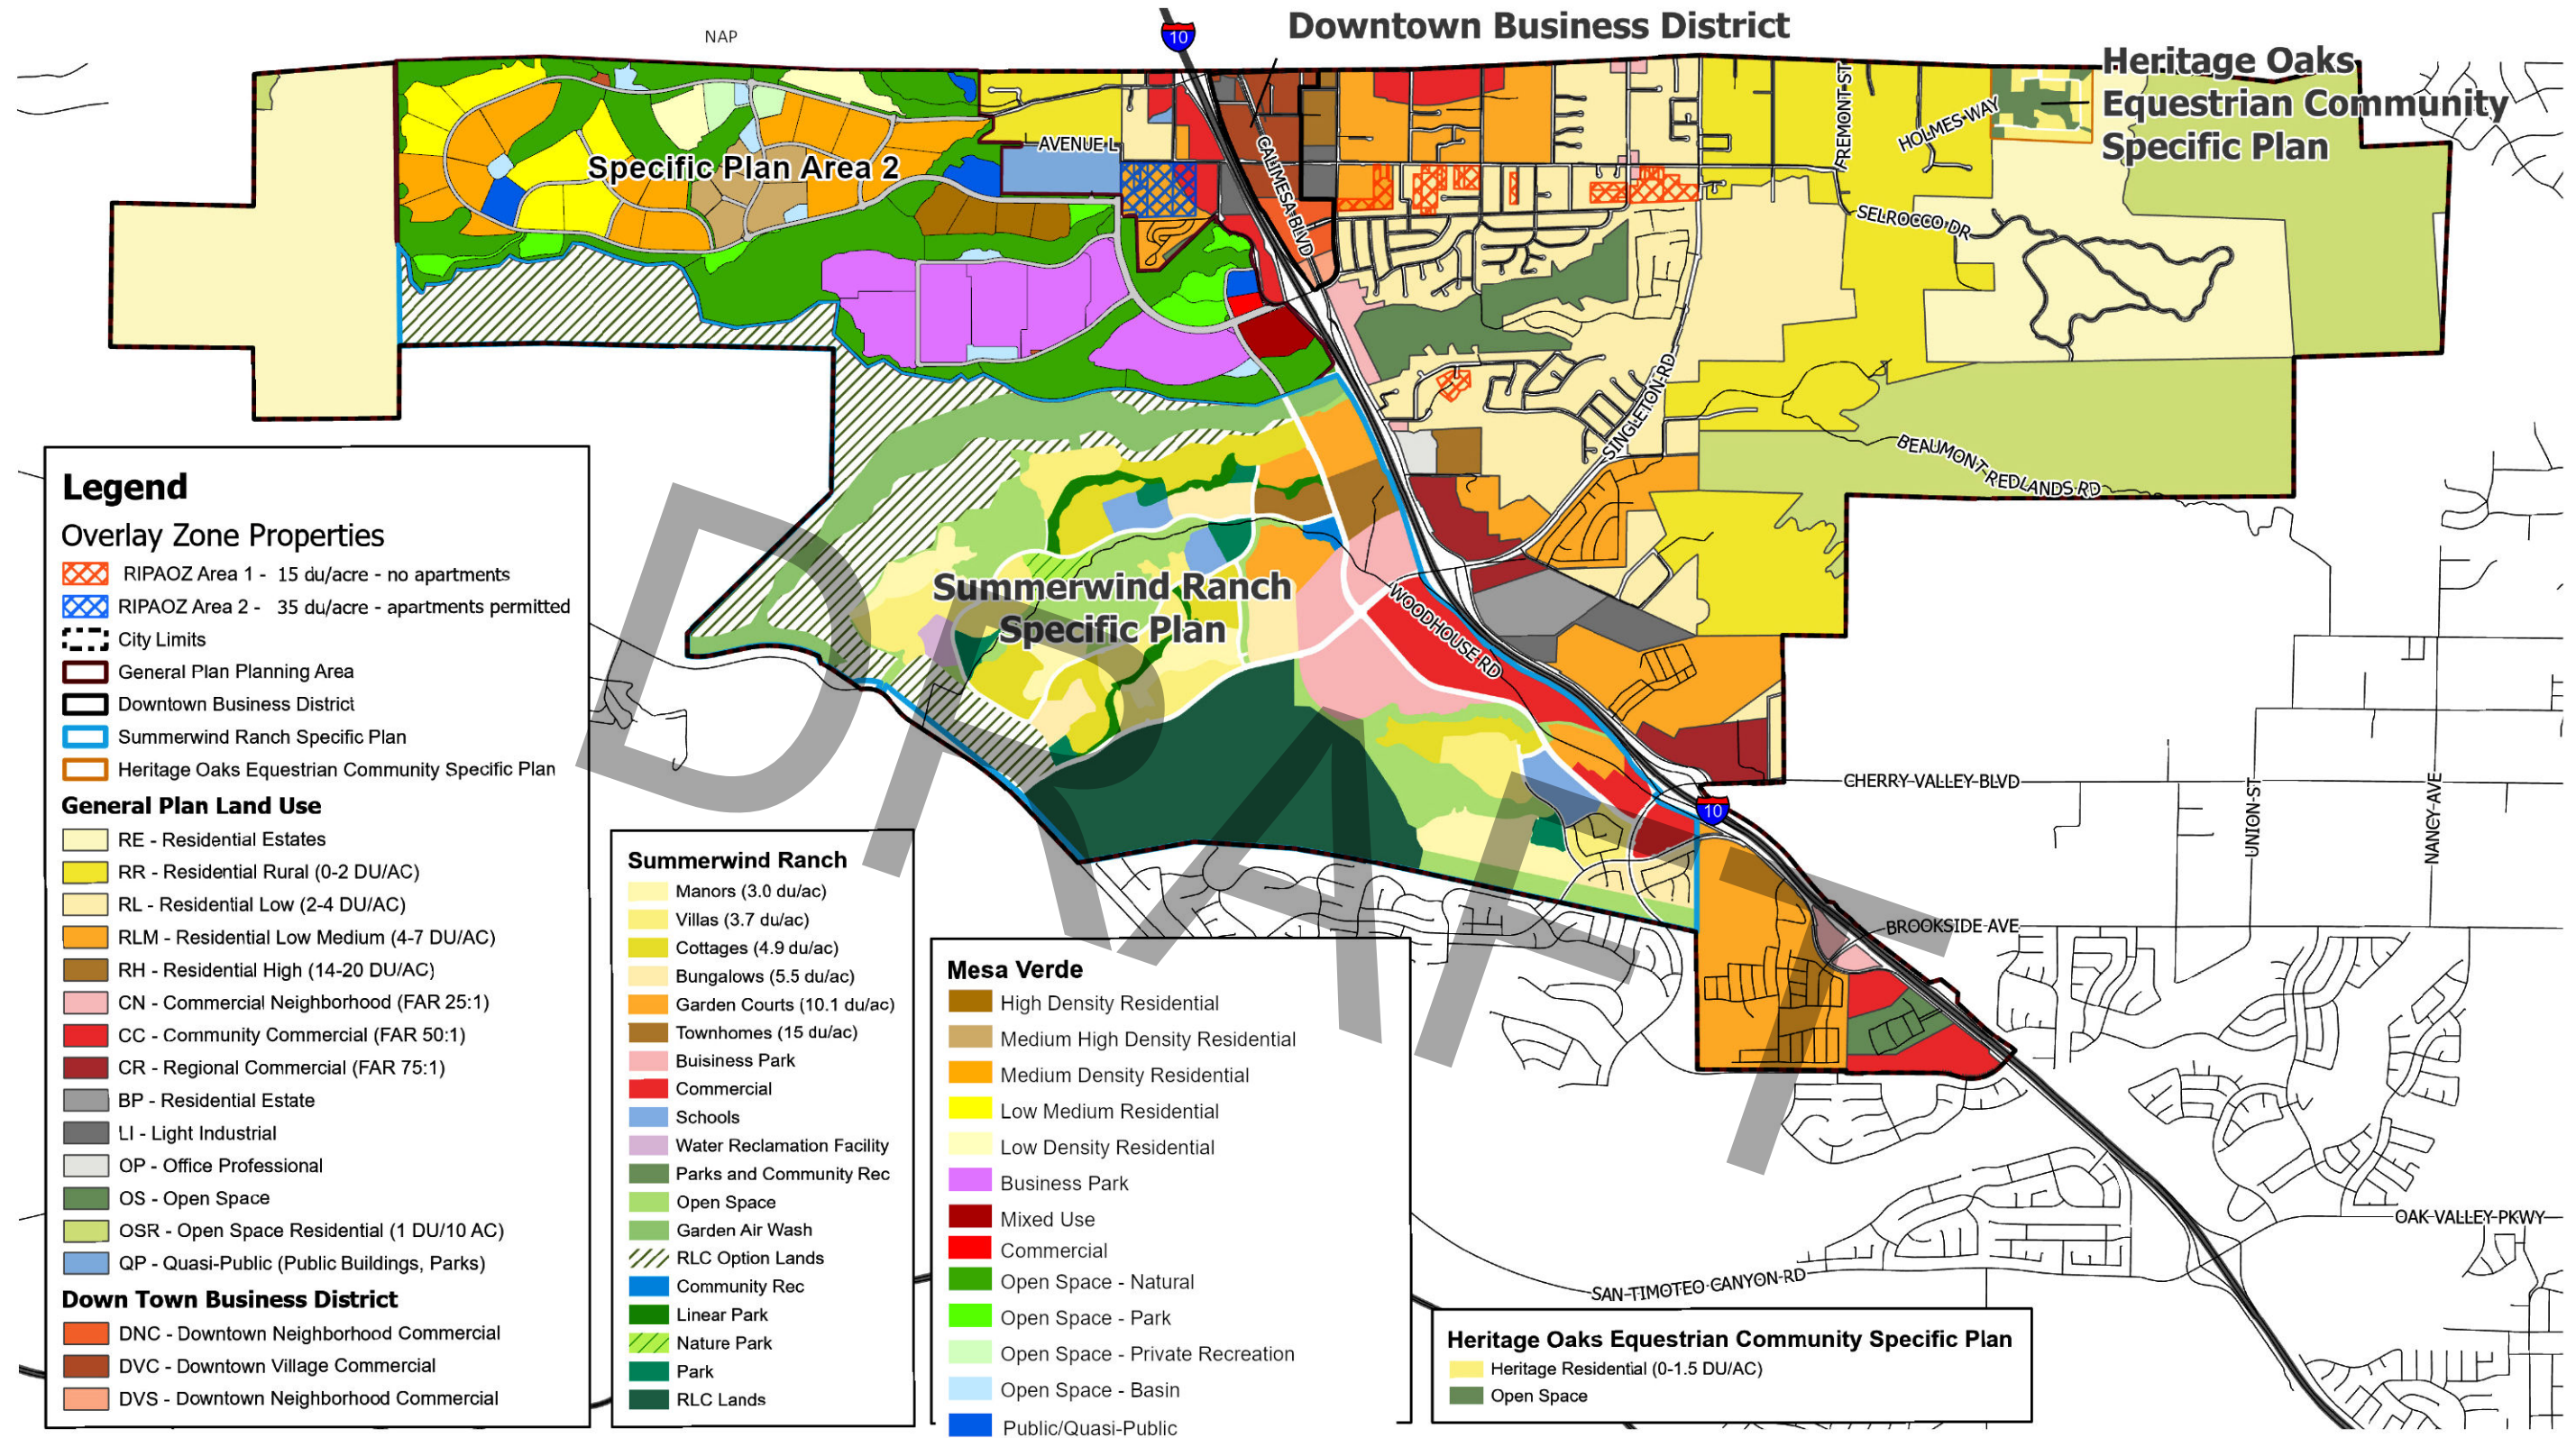 NAP
10
Downtown Business District
Heritage Oaks
Equestrian Community
Specific Plan
FREMONT-ST
HOLMES WAY
AVENUE L
CALIMESA-BLVD
Specific Plan Area 2
SELROCCO-DR
SINGLETON-RD
BEAUMONT-REDLANDS-RD
Summerwind Ranch
Specific Plan
WOODHOUSE RD
CHERRY-VALLEY-BLVD
10
UNION-ST
NANCY-AVE
BROOKSIDE-AVE
OAK-VALLEY-PKWY
SAN-TIMOTEO-CANYON-RD
DRAFT
Legend
Overlay Zone Properties
RIPAOZ Area 1 - 15 du/acre - no apartments
RIPAOZ Area 2 - 35 du/acre - apartments permitted
City Limits
General Plan Planning Area
Downtown Business District
Summerwind Ranch Specific Plan
Heritage Oaks Equestrian Community Specific Plan
General Plan Land Use
RE - Residential Estates
RR - Residential Rural (0-2 DU/AC)
RL - Residential Low (2-4 DU/AC)
RLM - Residential Low Medium (4-7 DU/AC)
RH - Residential High (14-20 DU/AC)
CN - Commercial Neighborhood (FAR 25:1)
CC - Community Commercial (FAR 50:1)
CR - Regional Commercial (FAR 75:1)
BP - Residential Estate
LI - Light Industrial
OP - Office Professional
OS - Open Space
OSR - Open Space Residential (1 DU/10 AC)
QP - Quasi-Public (Public Buildings, Parks)
Down Town Business District
DNC - Downtown Neighborhood Commercial
DVC - Downtown Village Commercial
DVS - Downtown Neighborhood Commercial
Summerwind Ranch
Manors (3.0 du/ac)
Villas (3.7 du/ac)
Cottages (4.9 du/ac)
Bungalows (5.5 du/ac)
Garden Courts (10.1 du/ac)
Townhomes (15 du/ac)
Buisiness Park
Commercial
Schools
Water Reclamation Facility
Parks and Community Rec
Open Space
Garden Air Wash
RLC Option Lands
Community Rec
Linear Park
Nature Park
Park
RLC Lands
Mesa Verde
High Density Residential
Medium High Density Residential
Medium Density Residential
Low Medium Residential
Low Density Residential
Business Park
Mixed Use
Commercial
Open Space - Natural
Open Space - Park
Open Space - Private Recreation
Open Space - Basin
Public/Quasi-Public
Heritage Oaks Equestrian Community Specific Plan
Heritage Residential (0-1.5 DU/AC)
Open Space